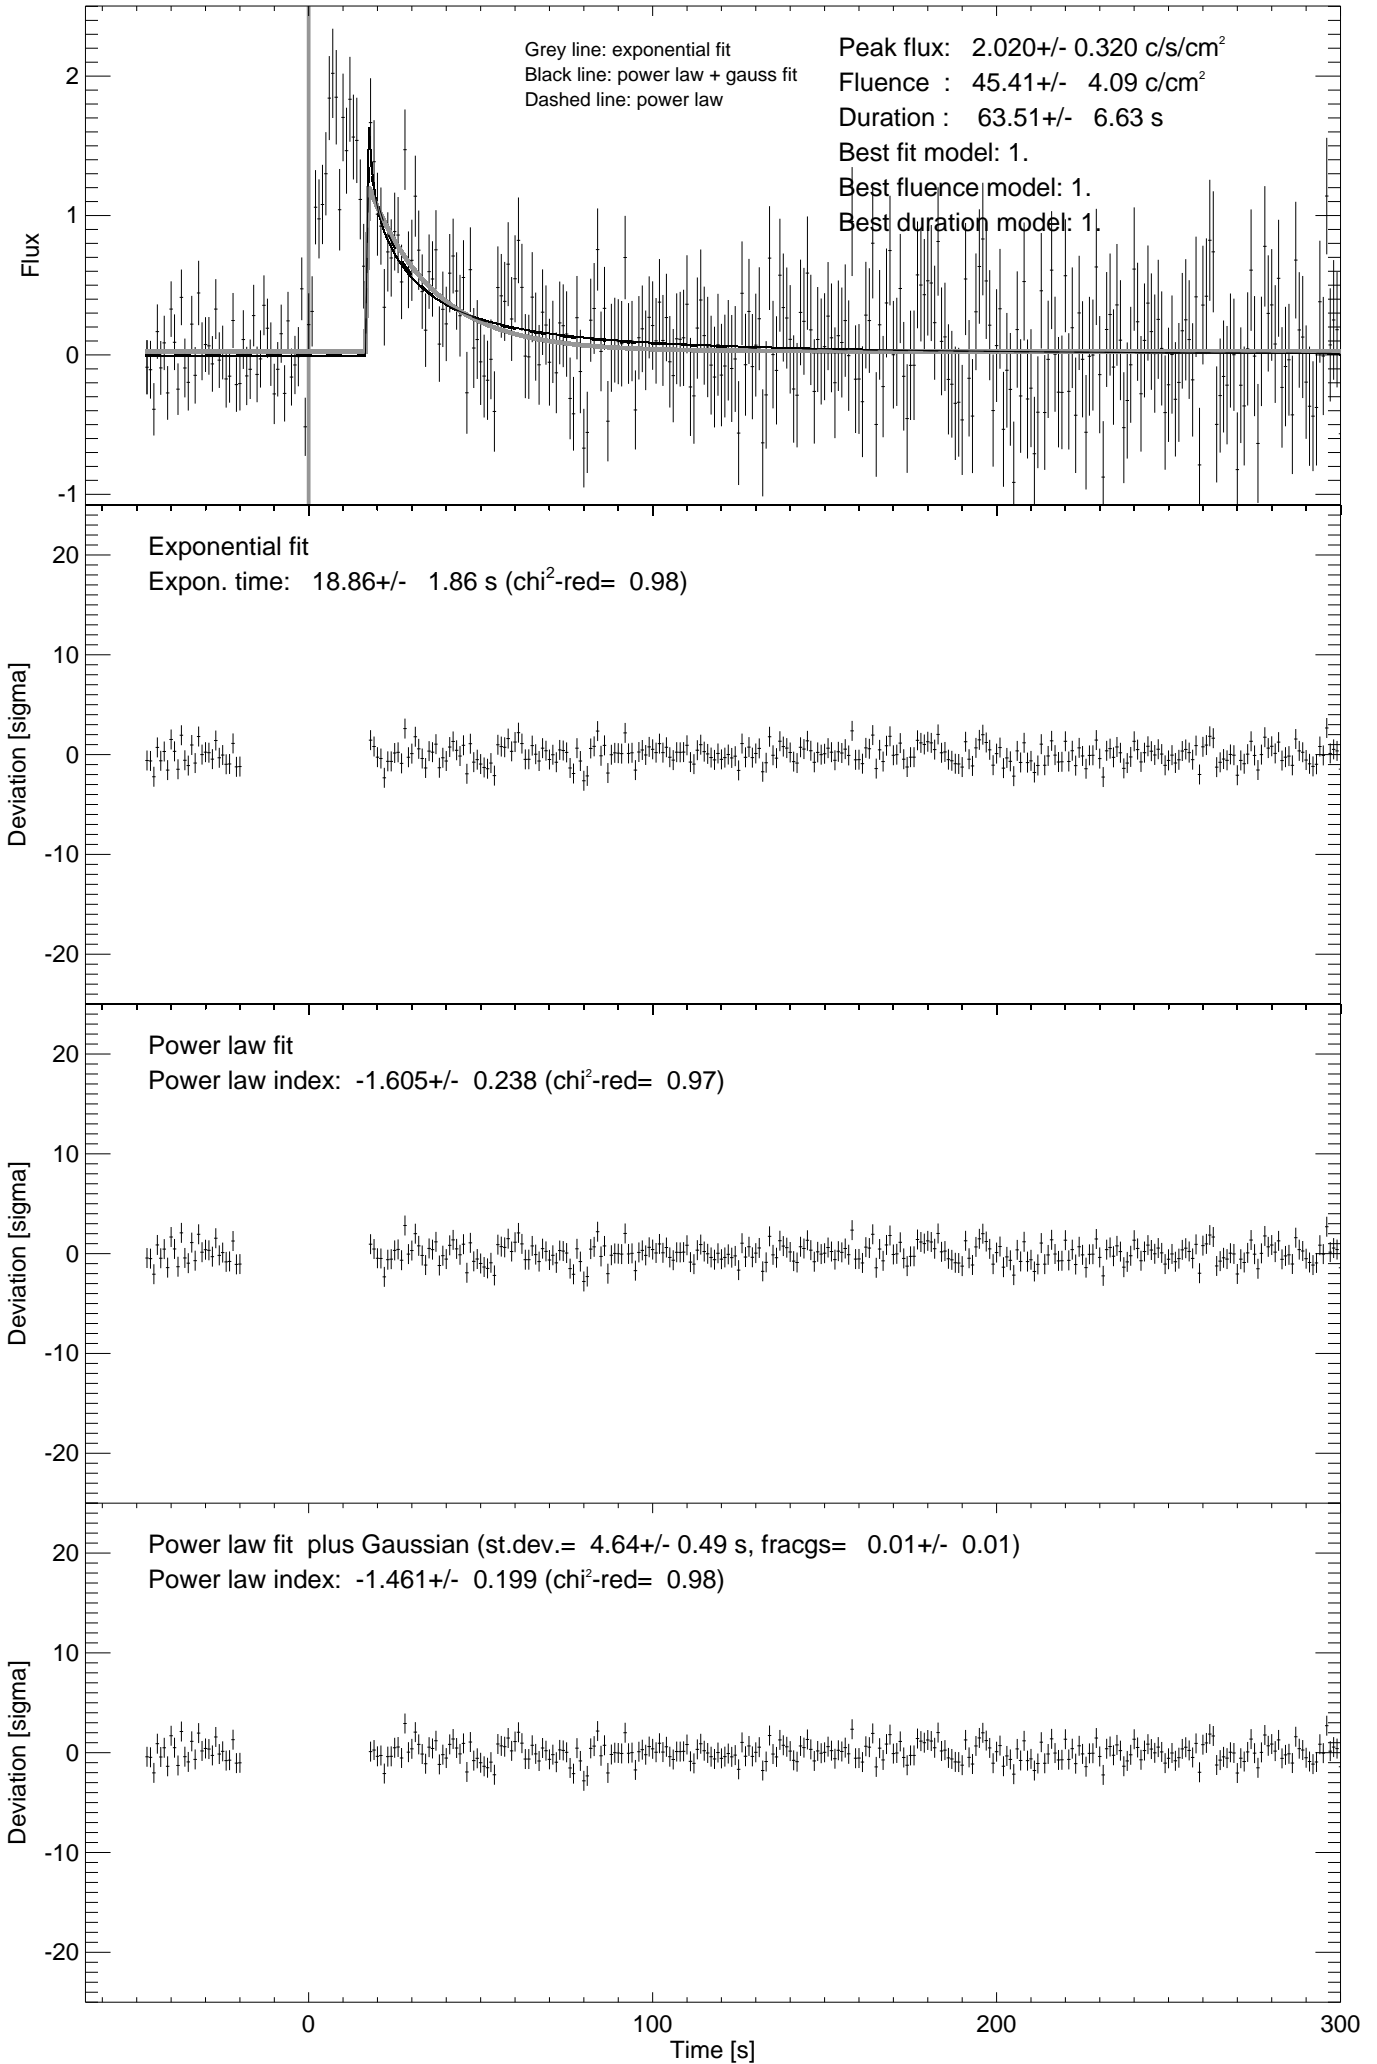 Grey line: exponential fit
Black line: power law + gauss fit
Dashed line: power law
Peak flux: 2.020+/- 0.320 c/s/cm²
Fluence : 45.41+/- 4.09 c/cm²
Duration : 63.51+/- 6.63 s
Best fit model: 1.
Best fluence model: 1.
Best duration model: 1.
Flux
2
1
0
-1
Exponential fit
Expon. time: 18.86+/- 1.86 s (chi²-red= 0.98)
Deviation [sigma]
20
10
0
-10
-20
Power law fit
Power law index: -1.605+/- 0.238 (chi²-red= 0.97)
Deviation [sigma]
20
10
0
-10
-20
Power law fit plus Gaussian (st.dev.= 4.64+/- 0.49 s, fracgs= 0.01+/- 0.01)
Power law index: -1.461+/- 0.199 (chi²-red= 0.98)
Deviation [sigma]
20
10
0
-10
-20
0 100 200 300
Time [s]